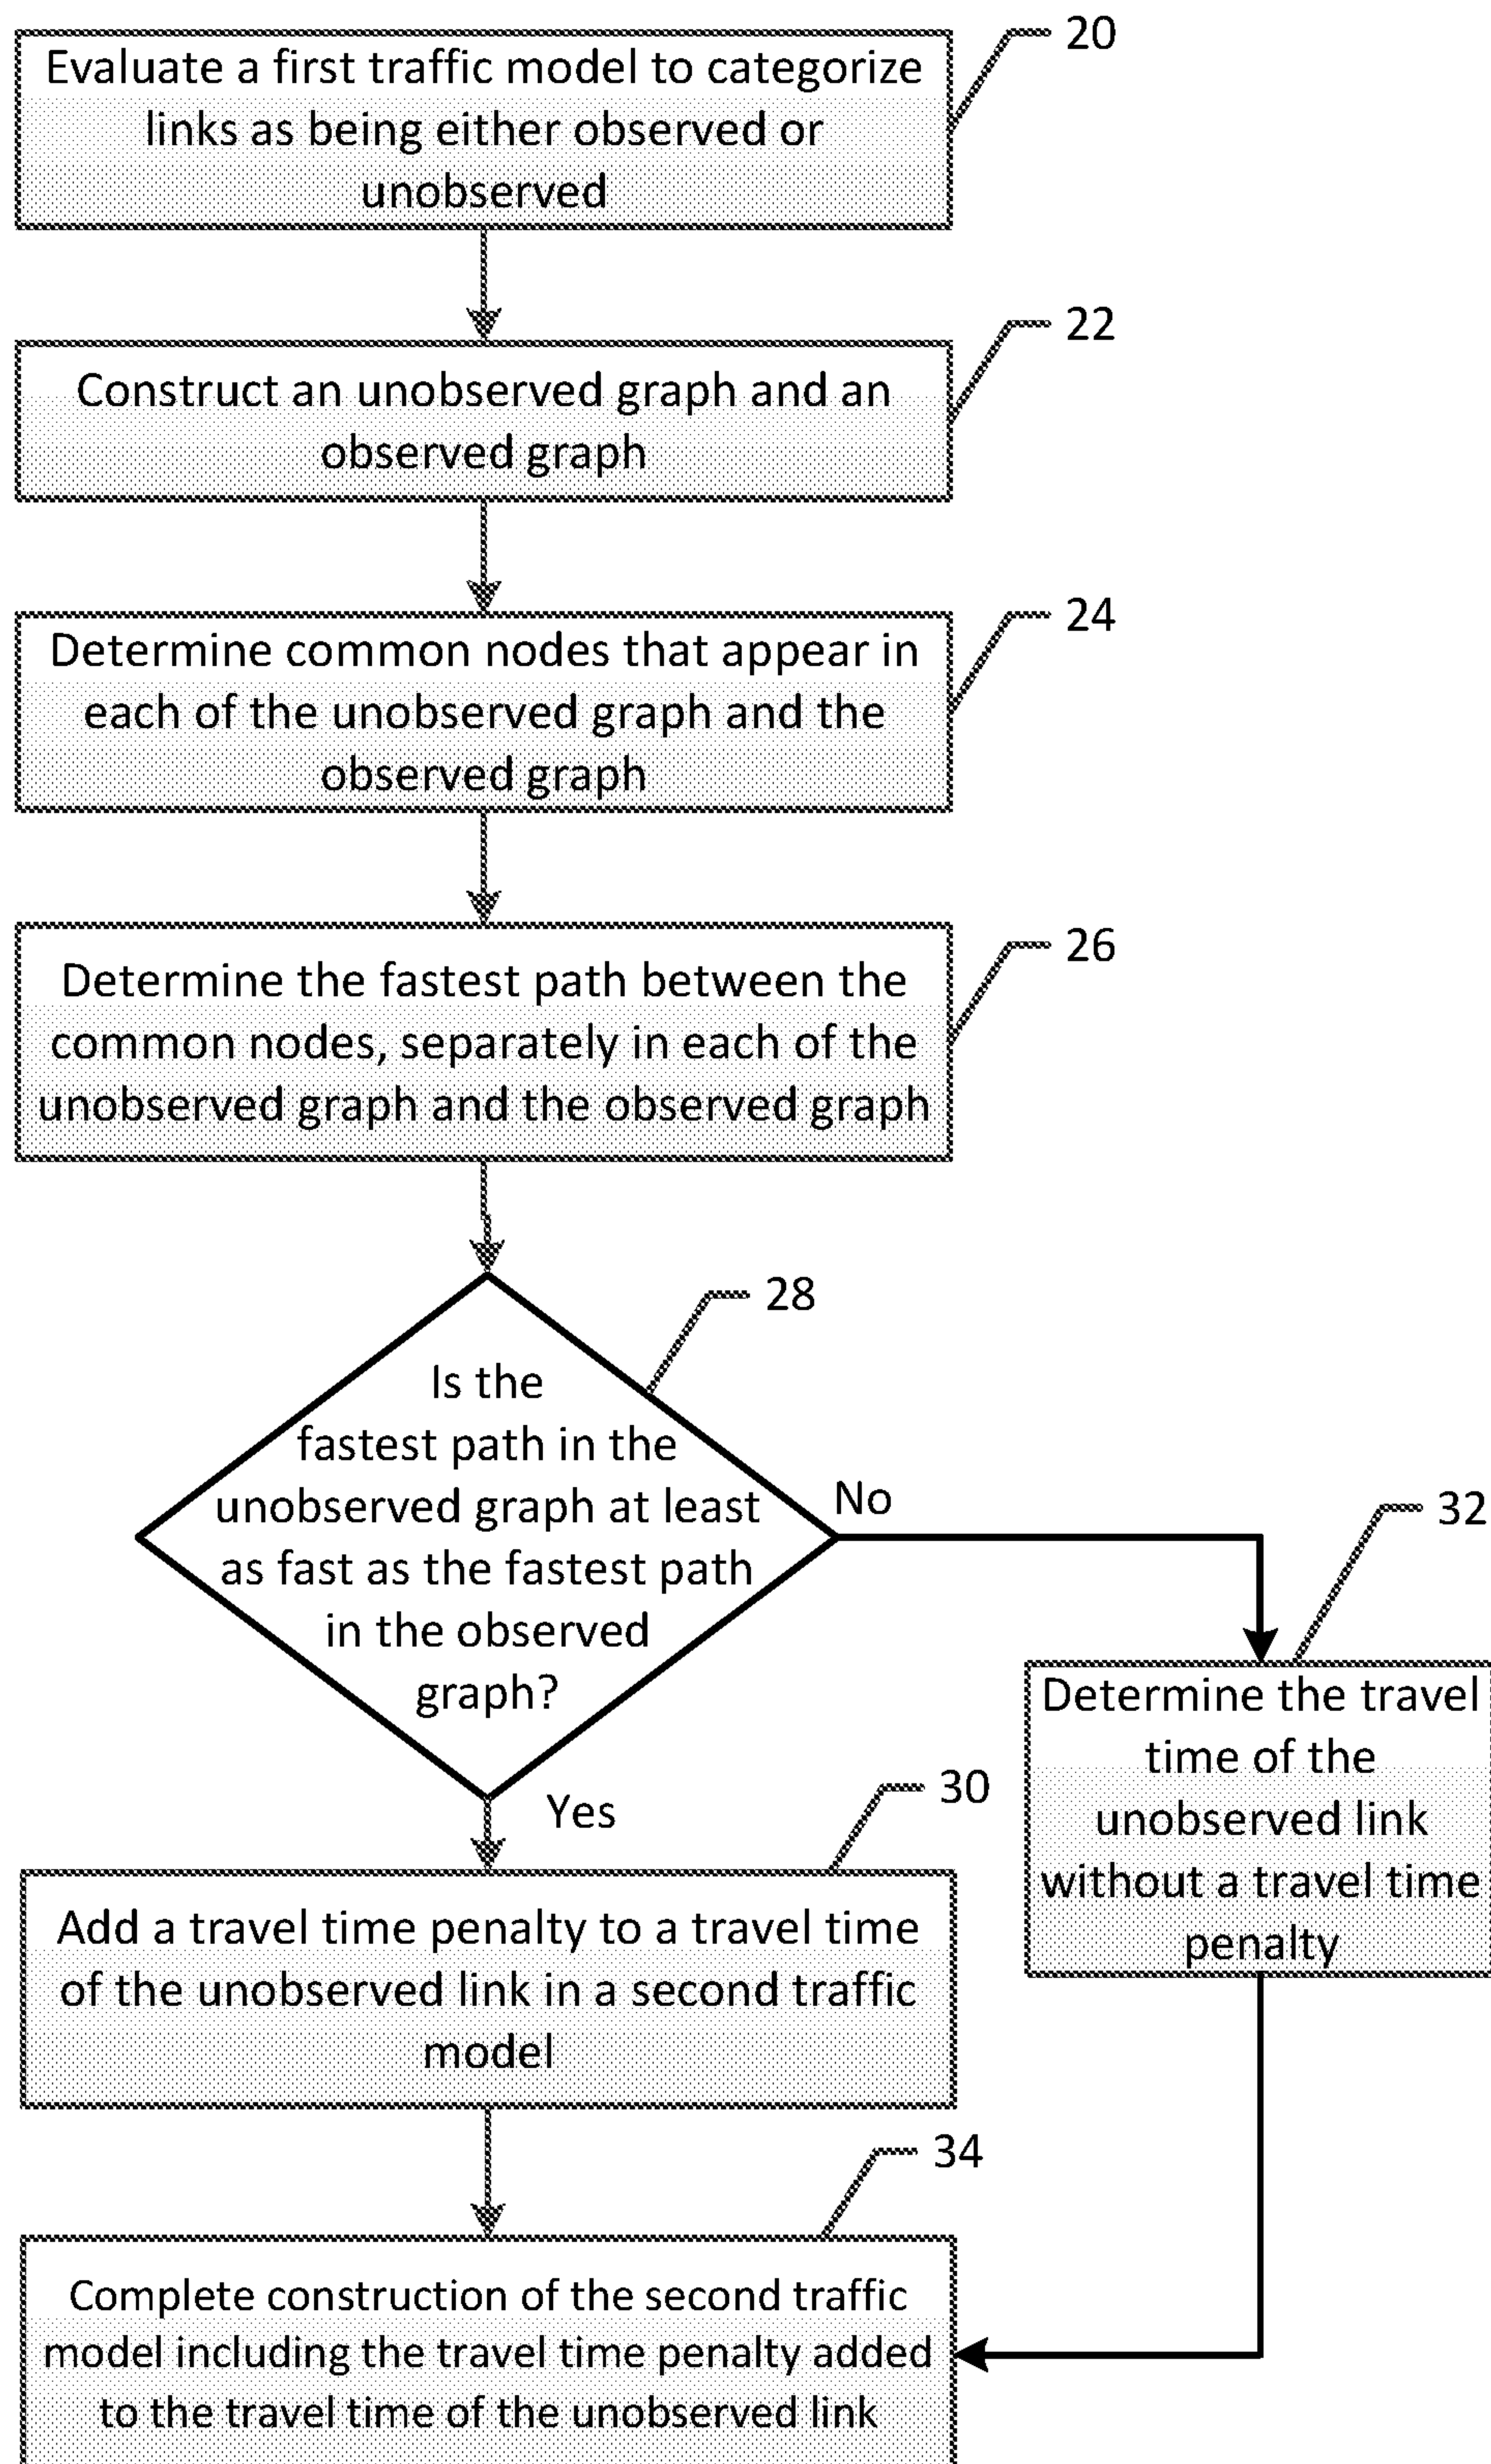 20
Evaluate a first traffic model to categorize
links as being either observed or
unobserved
22
Construct an unobserved graph and an
observed graph
24
Determine common nodes that appear in
each of the unobserved graph and the
observed graph
26
Determine the fastest path between the
common nodes, separately in each of the
unobserved graph and the observed graph
28
Is the
fastest path in the
unobserved graph at least
as fast as the fastest path
in the observed
graph?
No
32
Determine the travel
time of the
unobserved link
without a travel time
penalty
Yes
30
Add a travel time penalty to a travel time
of the unobserved link in a second traffic
model
34
Complete construction of the second traffic
model including the travel time penalty added
to the travel time of the unobserved link